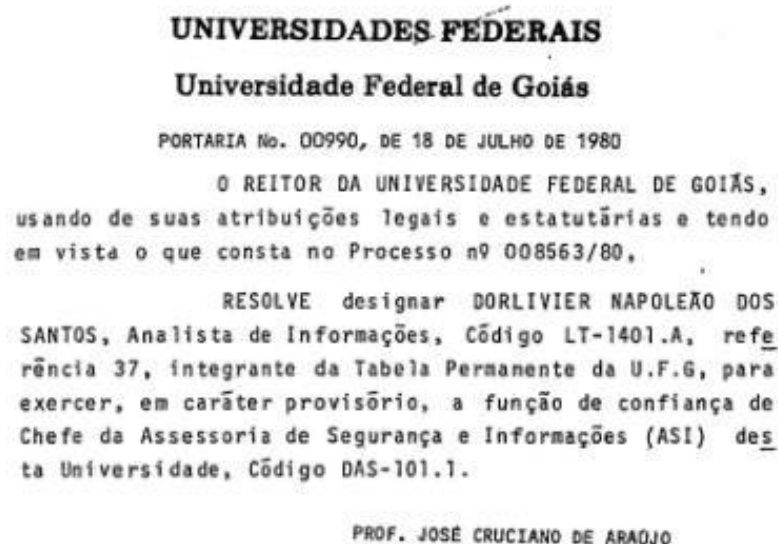 UNIVERSIDADES FEDERAIS
Universidade Federal de Goiás
PORTARIA No. 00990, DE 18 DE JULHO DE 1980
O REITOR DA UNIVERSIDADE FEDERAL DE GOIÁS,
usando de suas atribuições legais e estatutárias e tendo
em vista o que consta no Processo nº 008563/80,
RESOLVE designar DORLIVIER NAPOLEÃO DOS
SANTOS, Analista de Informações, Código LT-1401.A, refe
rência 37, integrante da Tabela Permanente da U.F.G, para
exercer, em caráter provisório, a função de confiança de
Chefe da Assessoria de Segurança e Informações (ASI) des
ta Universidade, Código DAS-101.1.
PROF. JOSÉ CRUCIANO DE ARAÚJO